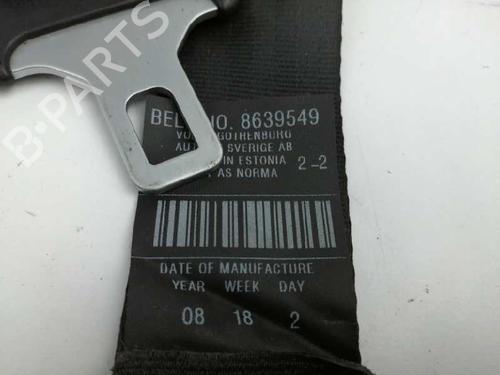 B-PARTS
NO. 8639549
GOTHENBURG
SVERIGE AB
IN ESTONIA
AS NORMA
2-2
DATE OF MANUFACTURE
YEAR WEEK DAY
08 18 2